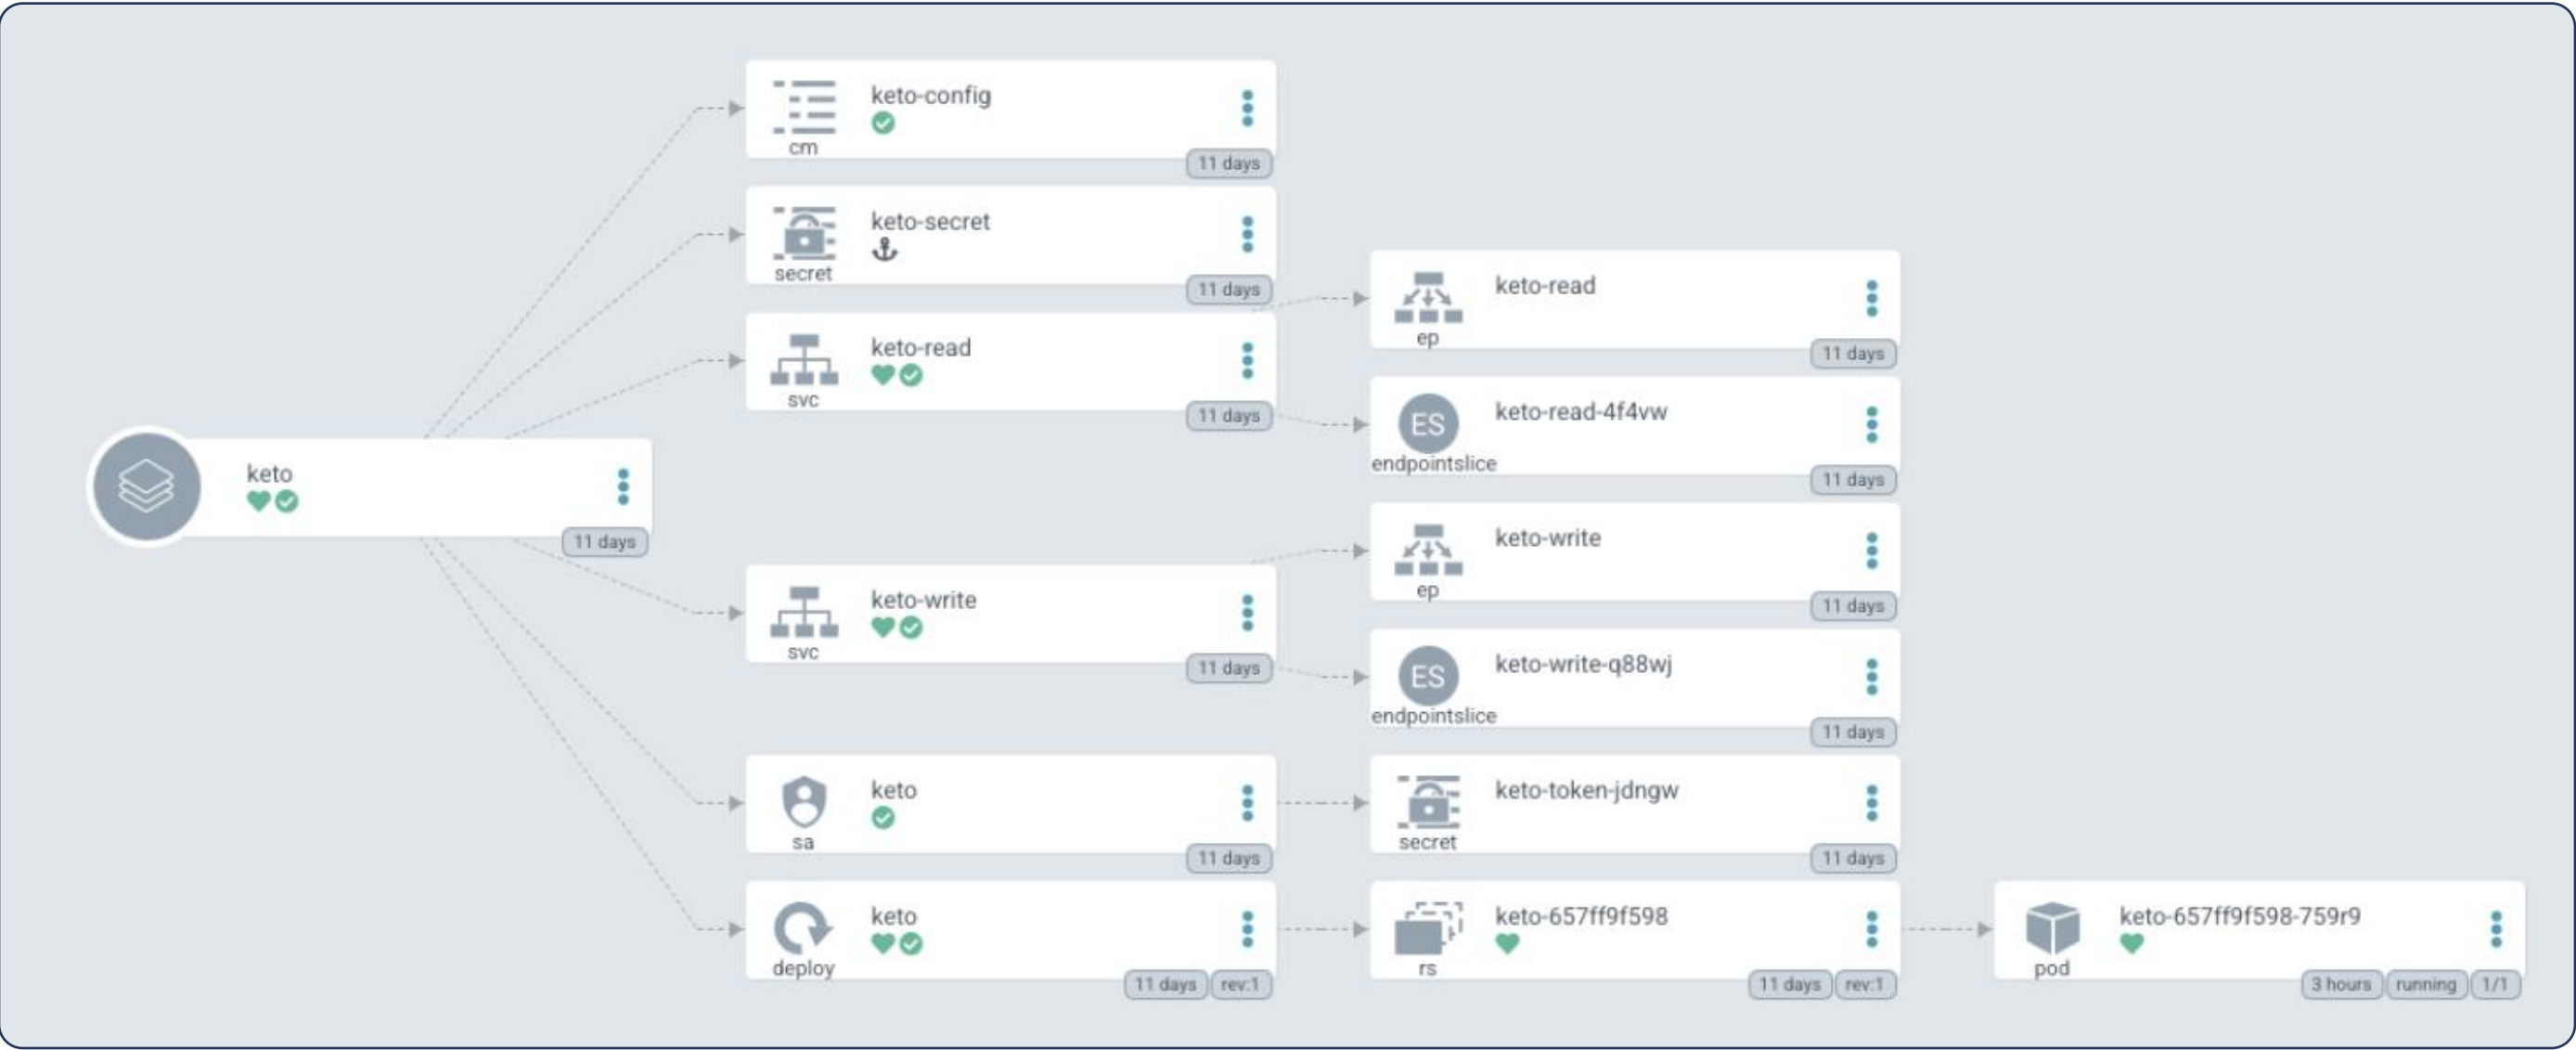 keto
11 days
keto-config
cm
11 days
keto-secret
secret
11 days
keto-read
svc
11 days
keto-write
svc
11 days
keto
sa
11 days
keto
deploy
11 days rev:1
keto-read
ep
11 days
ES
keto-read-4f4vw
endpointslice
11 days
keto-write
ep
11 days
ES
keto-write-q88wj
endpointslice
11 days
keto-token-jdngw
secret
11 days
keto-657ff9f598
rs
11 days rev:1
keto-657ff9f598-759r9
pod
3 hours running 1/1